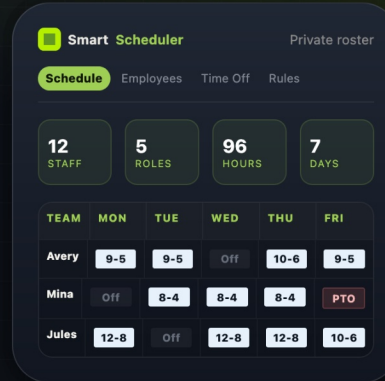 Smart Scheduler Private roster
Schedule Employees Time Off Rules
12 5 96 7
STAFF ROLES HOURS DAYS
TEAM MON TUE WED THU FRI
Avery 9-5 9-5 Off 10-6 9-5
Mina Off 8-4 8-4 8-4 PTO
Jules 12-8 Off 12-8 12-8 10-6